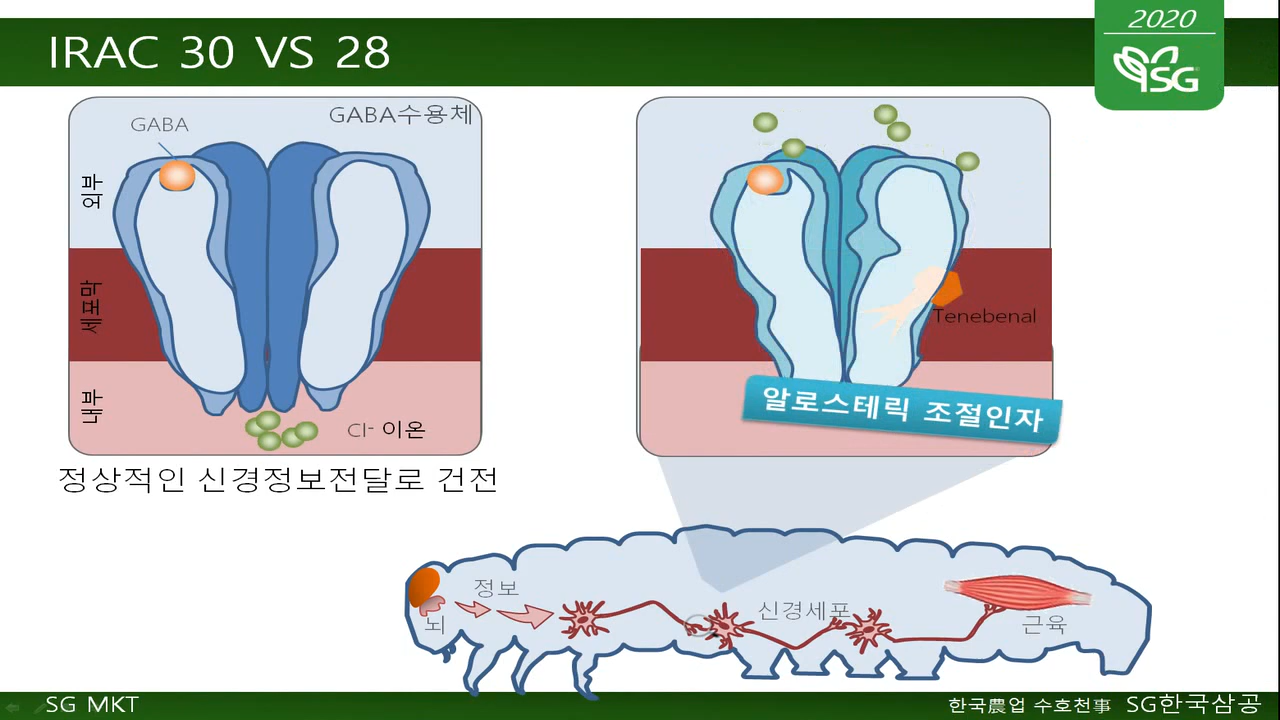 2020
IRAC 30 VS 28
SG
GABA
GABA수용체
외부
세포막
내부
Cl- 이온
정상적인 신경정보전달로 건전
Tenebenal
알로스테릭 조절인자
정보
뇌
신경세포
근육
SG MKT
한국農업 수호천事 SG한국삼공